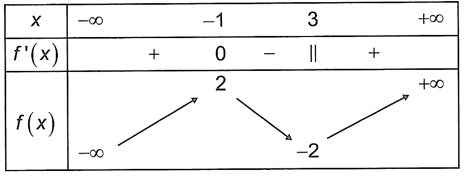 x −∞ −1 3 +∞
f'(x) + 0 − || +
2 +∞
f(x)
−∞ −2